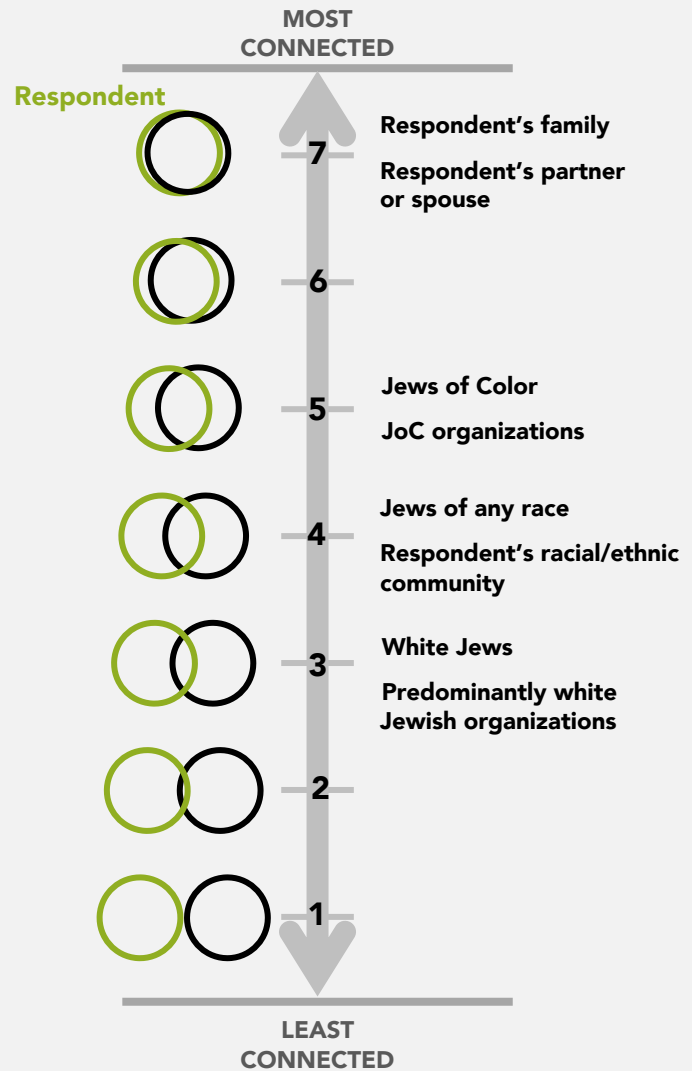 MOST
CONNECTED
Respondent
7
Respondent’s family
Respondent’s partner
or spouse
6
5
Jews of Color
JoC organizations
4
Jews of any race
Respondent’s racial/ethnic
community
3
White Jews
Predominantly white
Jewish organizations
2
1
LEAST
CONNECTED